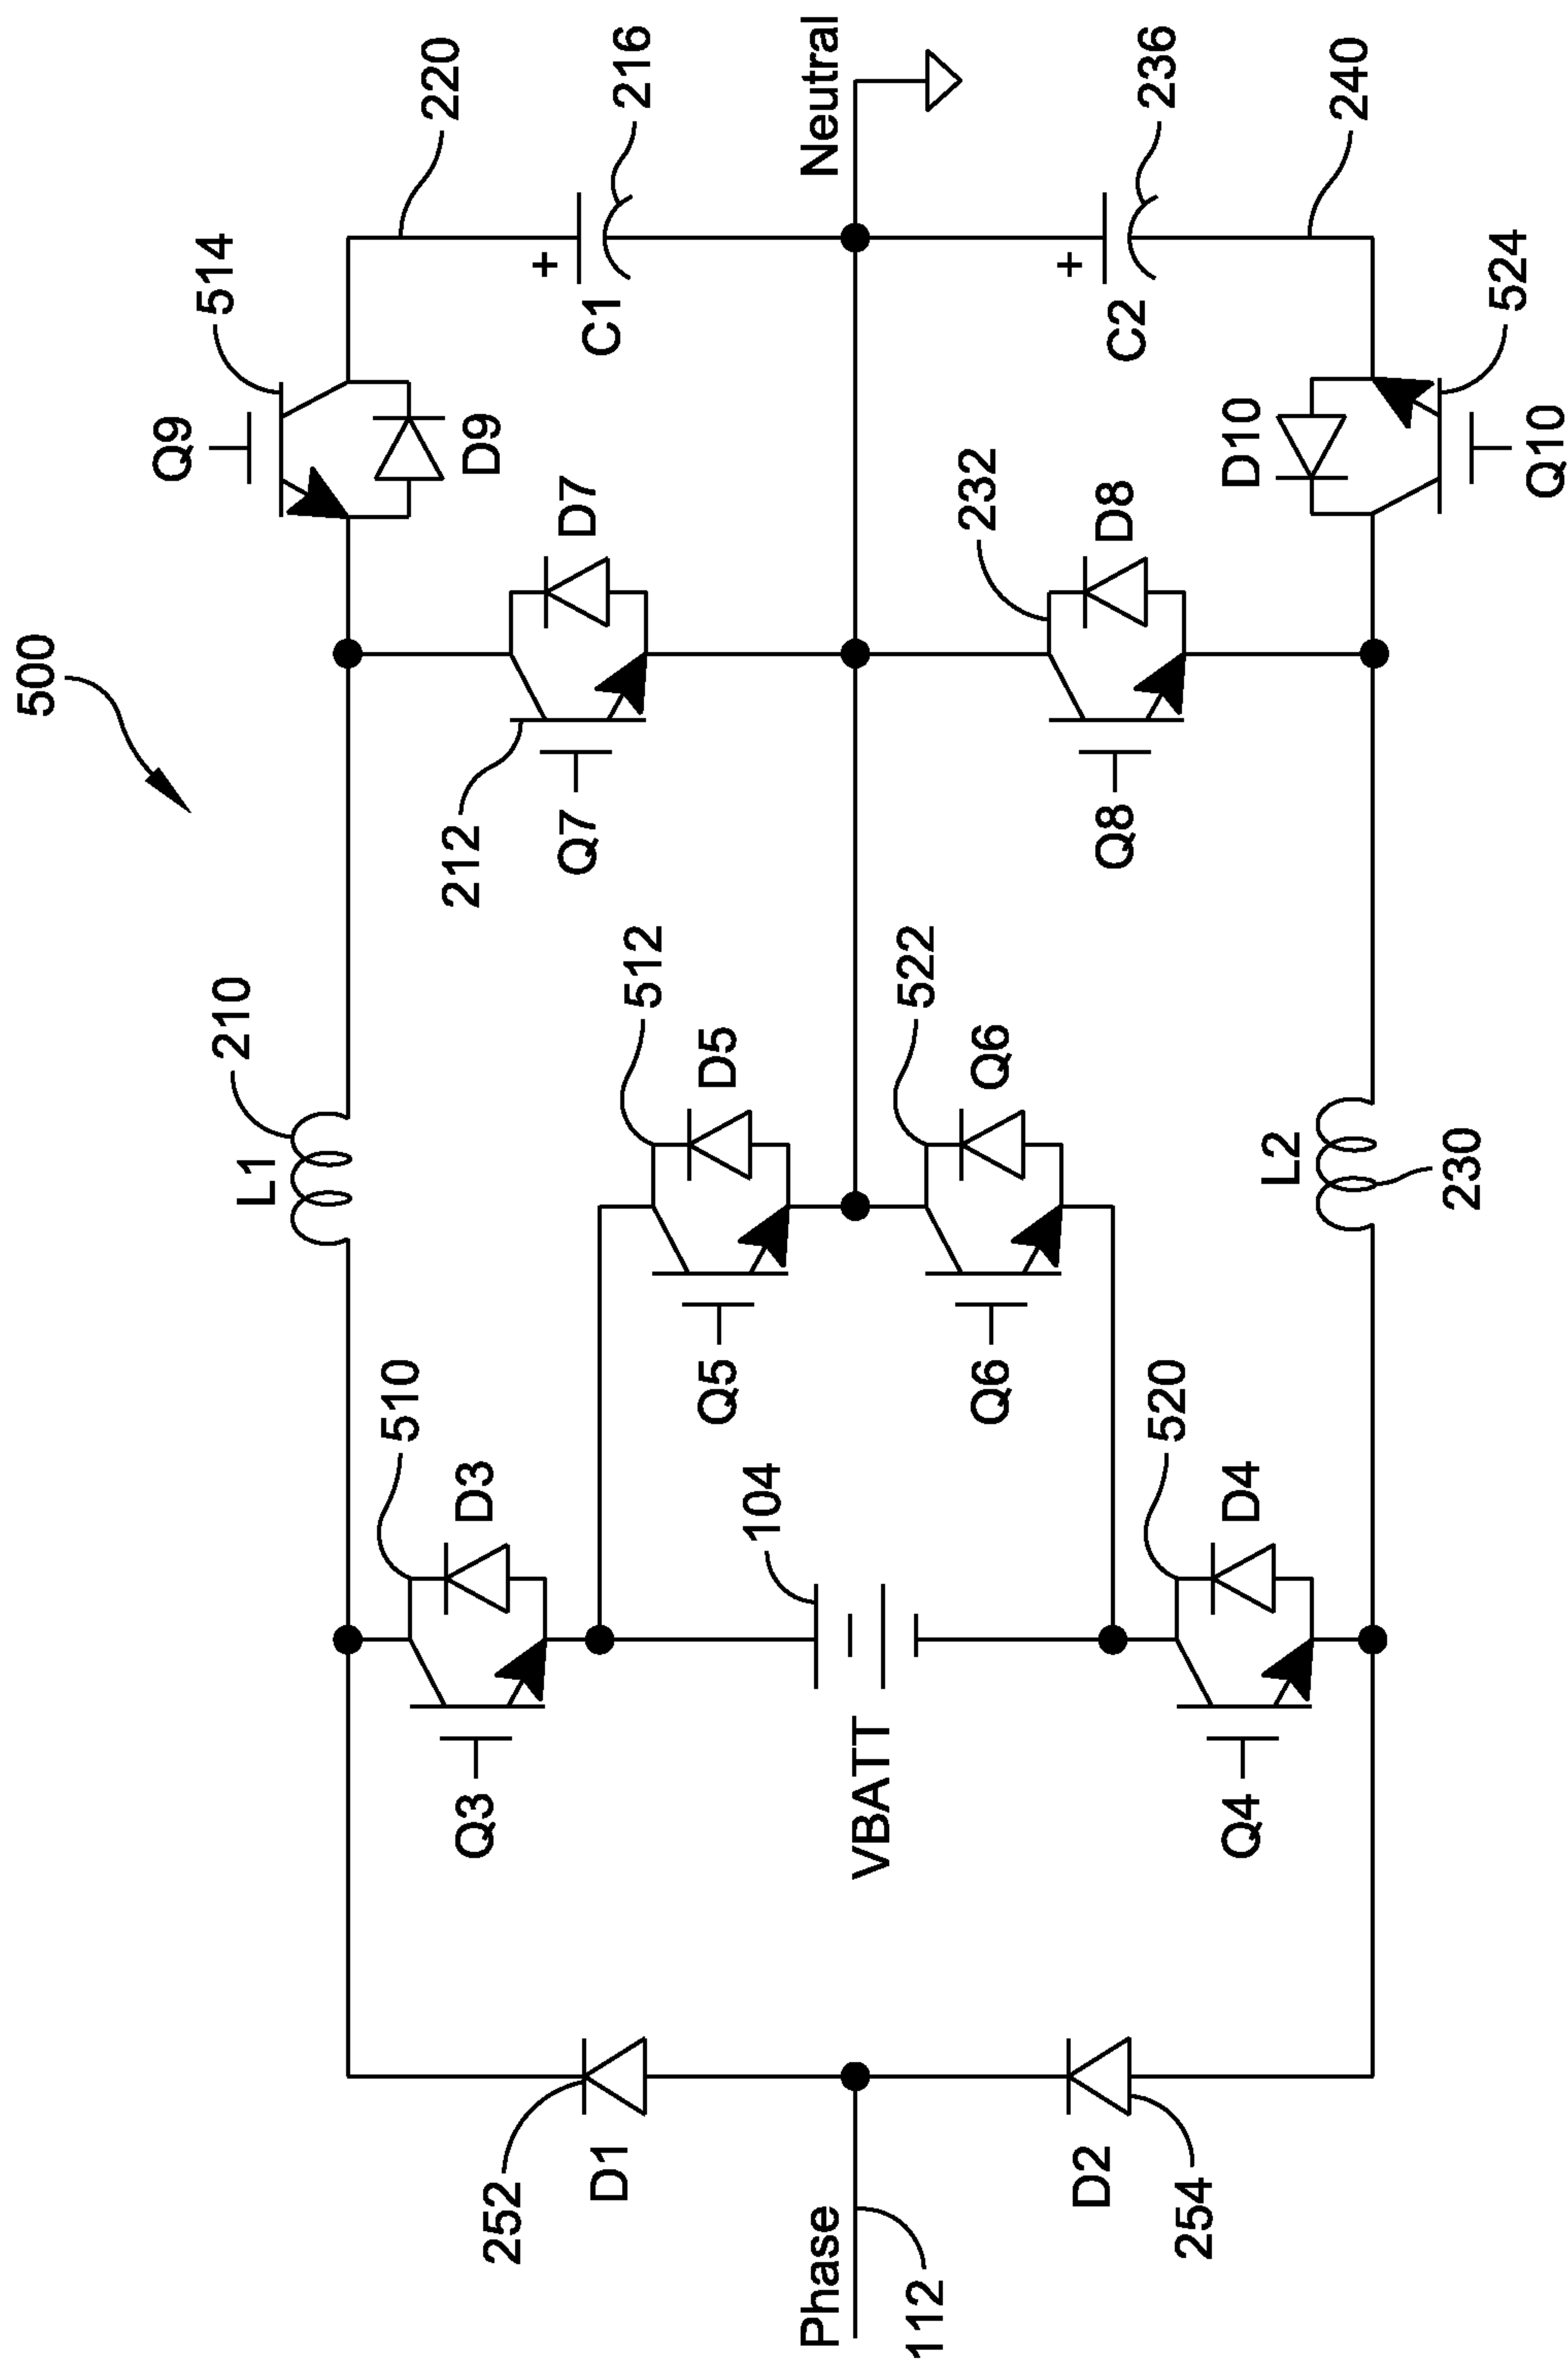 500
L1
210
Q9
514
220
D9
510
D3
Q3
512
D5
Q5
212
Q7
D7
+
C1
216
252
D1
Phase
112
104
VBATT
Neutral
522
Q6
Q6
232
D8
Q8
+
C2
236
D2
254
520
D4
Q4
L2
230
D10
Q10
524
240